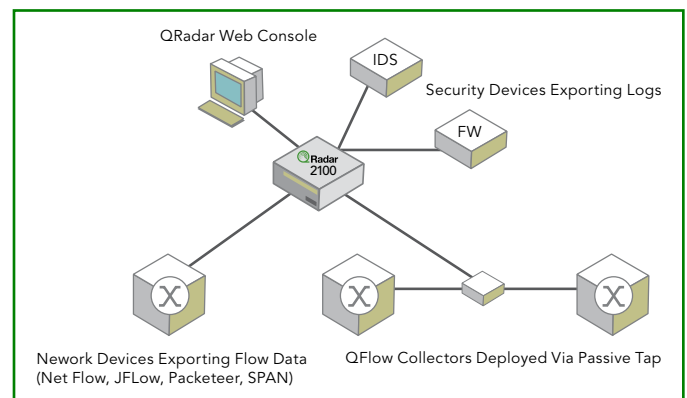 QRadar Web Console
IDS
Security Devices Exporting Logs
FW
QRadar
2100
Nework Devices Exporting Flow Data
(Net Flow, JFLow, Packeteer, SPAN)
QFlow Collectors Deployed Via Passive Tap